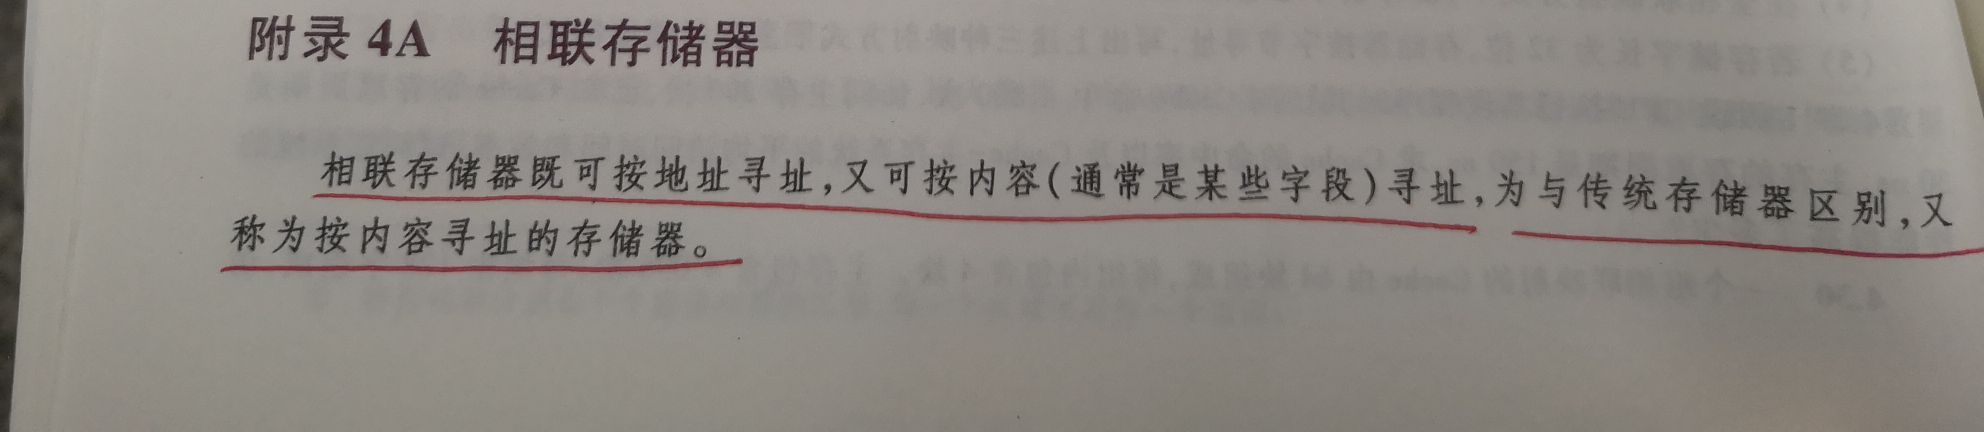 附录 4A 相联存储器
相联存储器既可按地址寻址,又可按内容(通常是某些字段)寻址,为与传统存储器区别,又
称为按内容寻址的存储器。